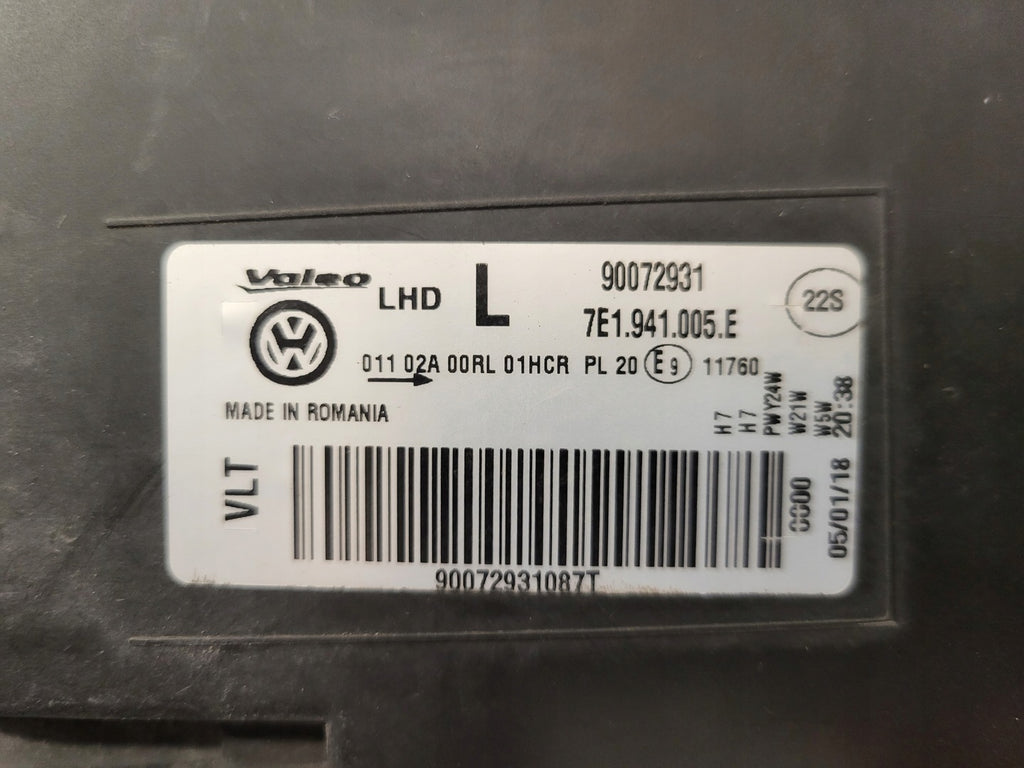 Valeo
LHD
L
90072931
7E1.941.005.E
22S
011 02A 00RL 01HCR PL 20 E9 11760
MADE IN ROMANIA
H7
H7
PWY24W
W21W
W5W
05/01/18 20:38
0000
VLT
90072931087T